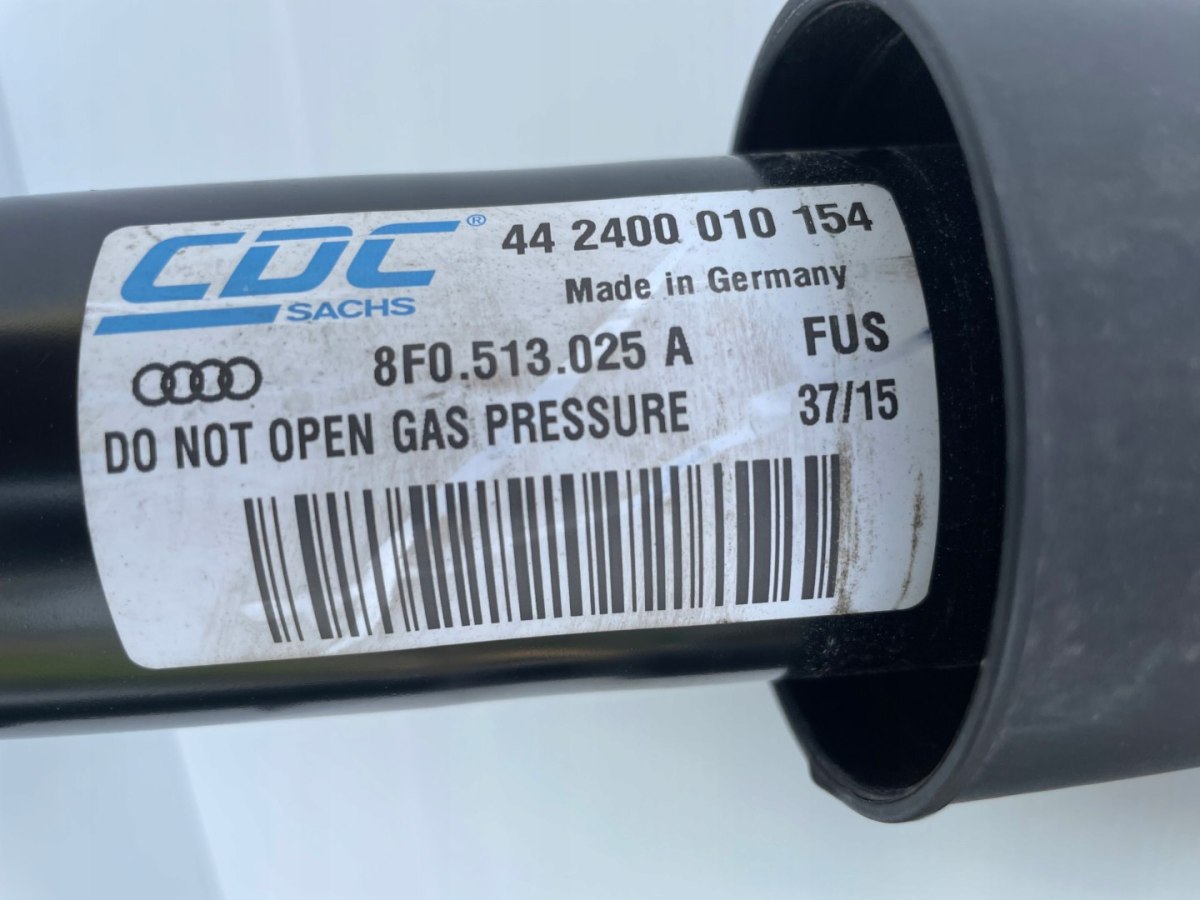 CDC® 44 2400 010 154
SACHS Made in Germany
8F0.513.025 A FUS
DO NOT OPEN GAS PRESSURE 37/15